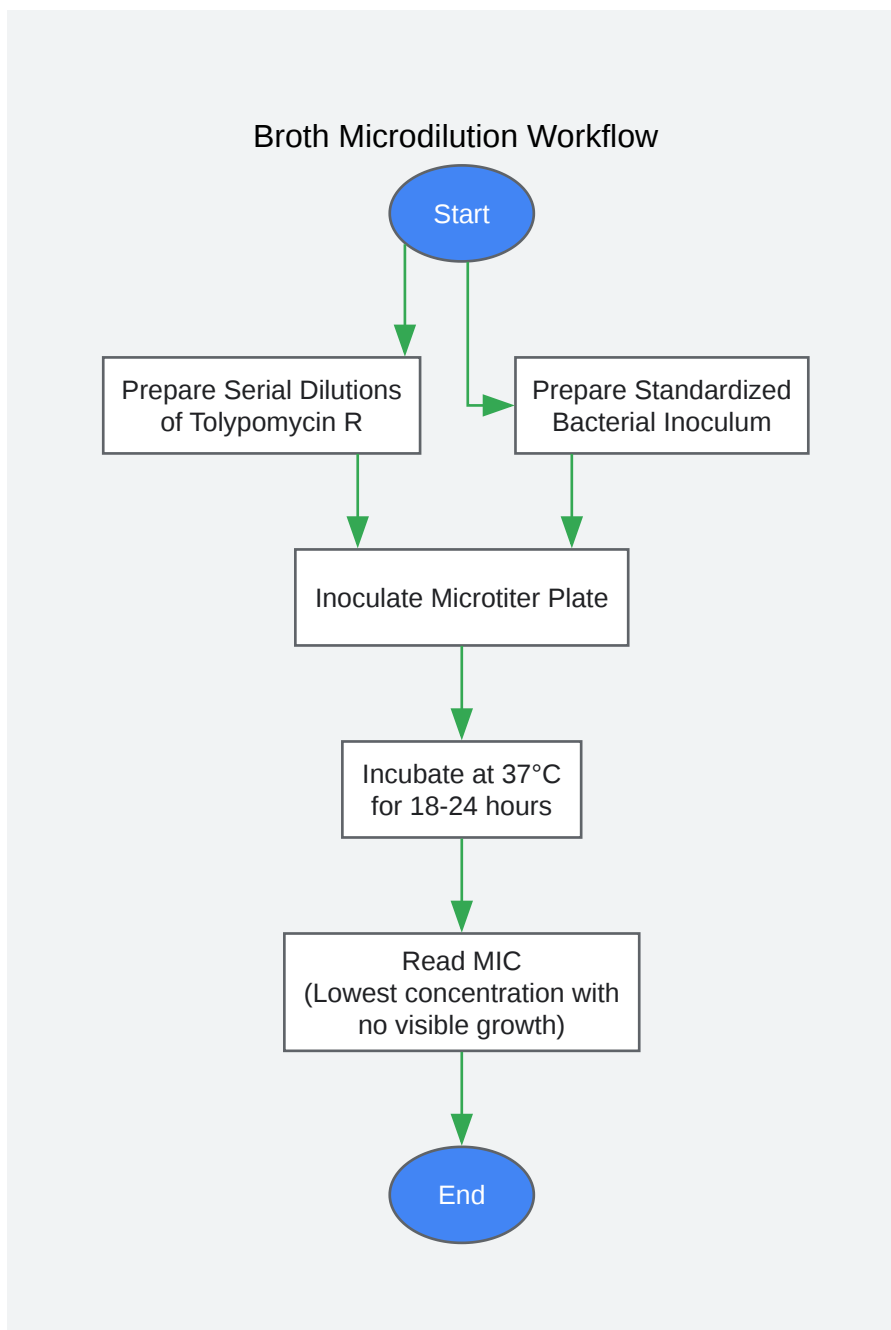 Broth Microdilution Workflow
Start
Prepare Serial Dilutions
of Tolypomycin R
Prepare Standardized
Bacterial Inoculum
Inoculate Microtiter Plate
Incubate at 37°C
for 18-24 hours
Read MIC
(Lowest concentration with
no visible growth)
End